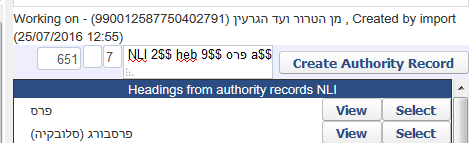 Working on - (990012587750402791) מן הטרור ועד הגרעין , Created by import
(25/07/2016 12:55)
651 7 $$a פרס $$9 heb $$2 NLI Create Authority Record
Headings from authority records NLI
פרס View Select
פרסבורג (סלובקיה) View Select